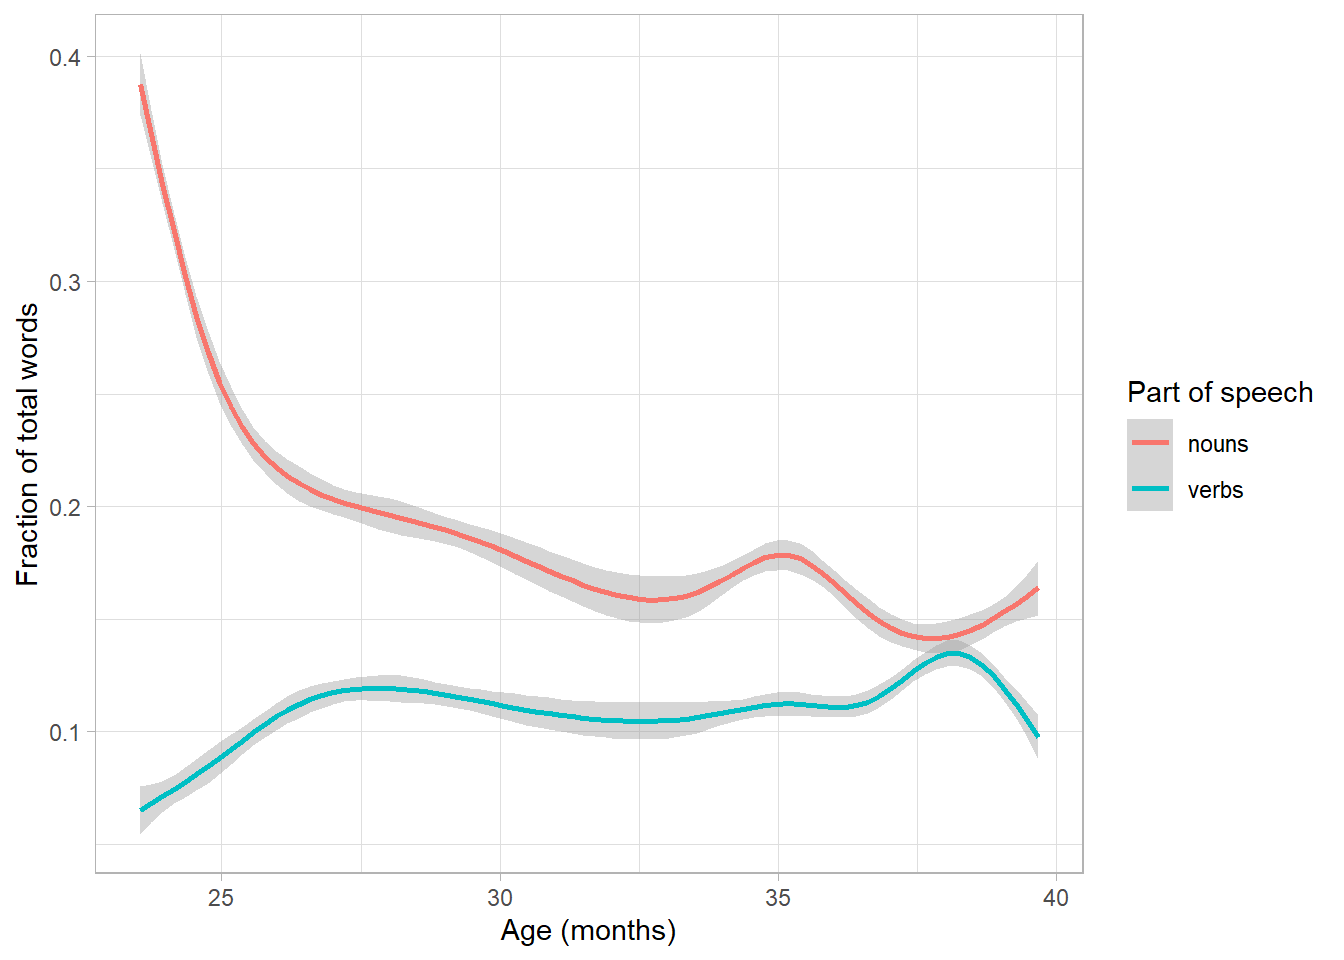 0.4
0.3
0.2
0.1
Fraction of total words
25
30
35
40
Age (months)
Part of speech
nouns
verbs